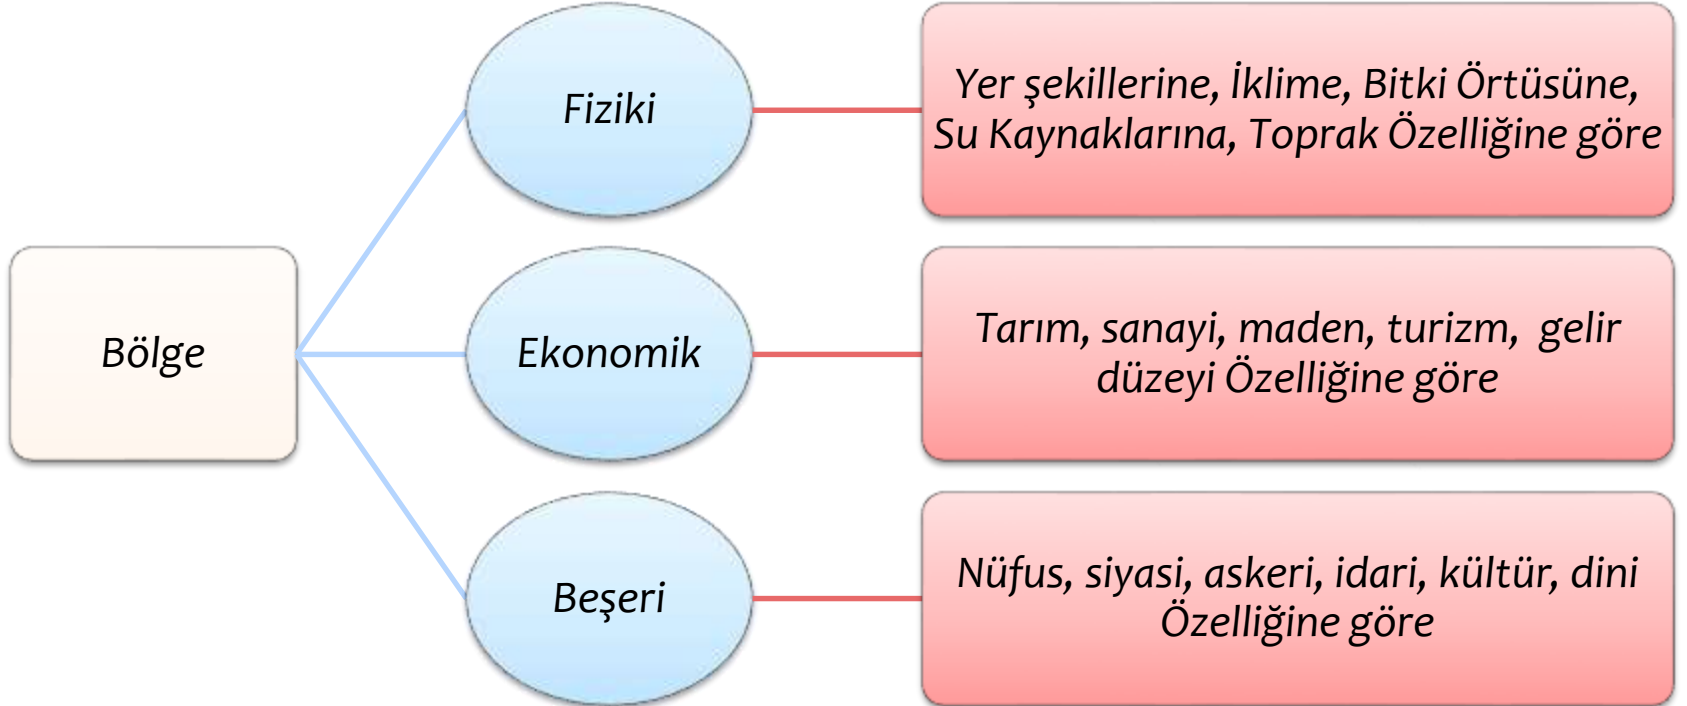 Bölge
Fiziki
Yer şekillerine, İklime, Bitki Örtüsüne,
Su Kaynaklarına, Toprak Özelliğine göre
Ekonomik
Tarım, sanayi, maden, turizm, gelir
düzeyi Özelliğine göre
Beşeri
Nüfus, siyasi, askeri, idari, kültür, dini
Özelliğine göre